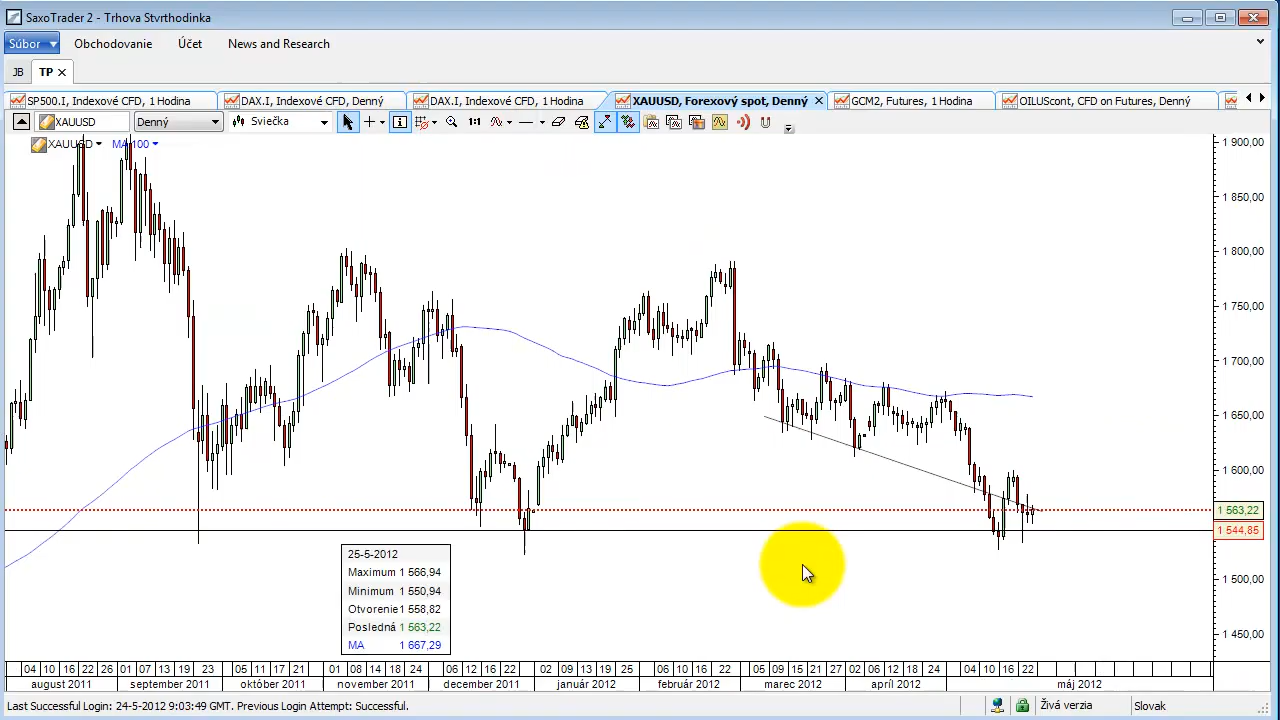 SaxoTrader 2 - Trhova Stvrthodinka
Súbor Obchodovanie Účet News and Research
JB TP
SP500.I, Indexové CFD, 1 Hodina DAX.I, Indexové CFD, Denný DAX.I, Indexové CFD, 1 Hodina XAUUSD, Forexový spot, Denný GCM2, Futures, 1 Hodina OILUScont, CFD on Futures, Denný
XAUUSD Denný Sviečka 1:1
XAUUSD MA 100
1 900,00
1 850,00
1 800,00
1 750,00
1 700,00
1 650,00
1 600,00
1 563,22
1 544,85
1 500,00
1 450,00
25-5-2012
Maximum 1 566,94
Minimum 1 550,94
Otvorenie 1 558,82
Posledná 1 563,22
MA 1 667,29
04 10 16 22 26 01 07 13 19 23 05 11 17 21 01 08 14 18 24 06 12 16 22 02 09 13 19 25 06 10 16 22 05 09 15 21 27 02 06 12 18 24 04 10 16 22
august 2011 september 2011 október 2011 november 2011 december 2011 január 2012 február 2012 marec 2012 apríl 2012 máj 2012
Last Successful Login: 24-5-2012 9:03:49 GMT. Previous Login Attempt: Successful. Živá verzia Slovak